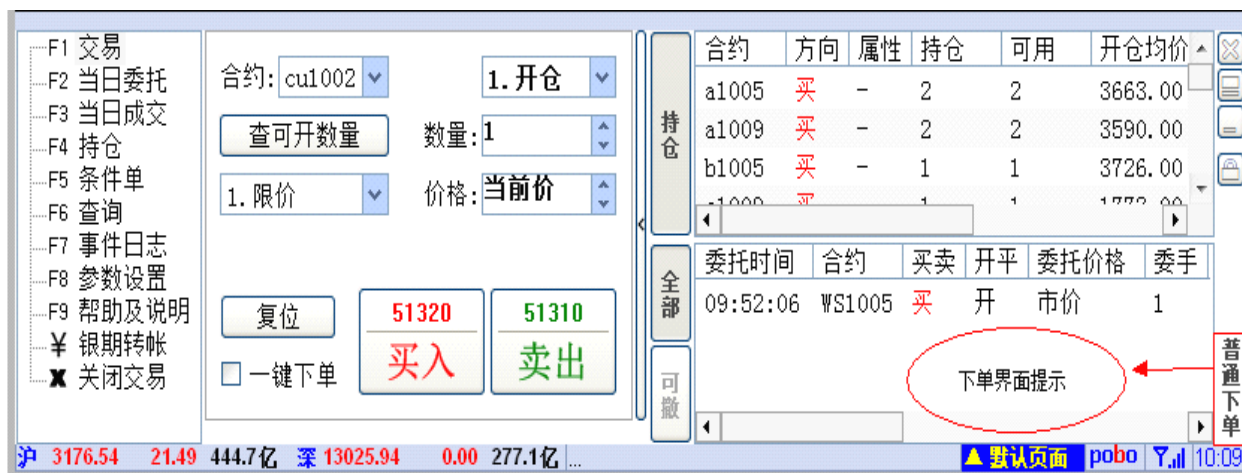 F1 交易
F2 当日委托
F3 当日成交
F4 持仓
F5 条件单
F6 查询
F7 事件日志
F8 参数设置
F9 帮助及说明
¥ 银期转帐
✖ 关闭交易
合约: cu1002 1. 开仓
查可开数量 数量: 1
1. 限价 价格: 当前价
复位
一键下单
51320
买入
51310
卖出
持仓
全部
可撤
合约 方向 属性 持仓 可用 开仓均价
a1005 买 - 2 2 3663.00
a1009 买 - 2 2 3590.00
b1005 买 - 1 1 3726.00
委托时间 合约 买卖 开平 委托价格 委手
09:52:06 WS1005 买 开 市价 1
下单界面提示
普通下单
沪 3176.54 21.49 444.7亿 深 13025.94 0.00 277.1亿 ... 默认页面 pobo 10:09